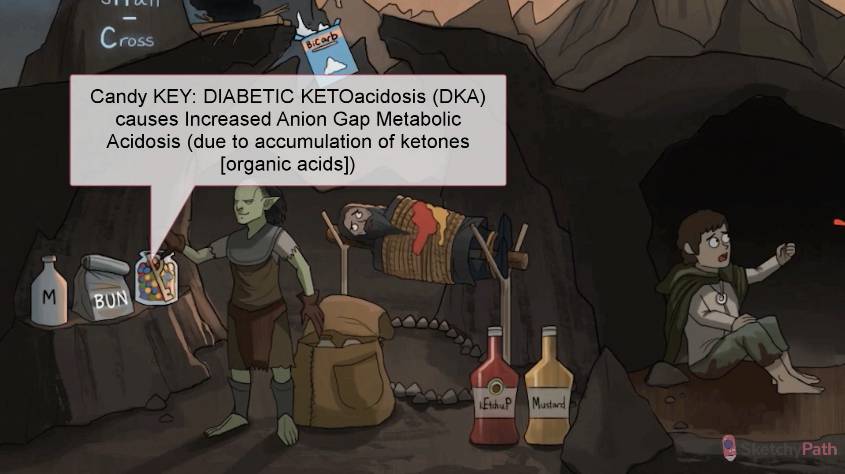 Cross
BiCarb
Candy KEY: DIABETIC KETOacidosis (DKA)
causes Increased Anion Gap Metabolic
Acidosis (due to accumulation of ketones
[organic acids])
M
BUN
kEtchuP
Mustard
SketchyPath